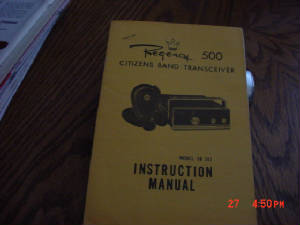 Regency 500
CITIZENS BAND TRANSCEIVER
INSTRUCTION
MANUAL
27 4:50PM